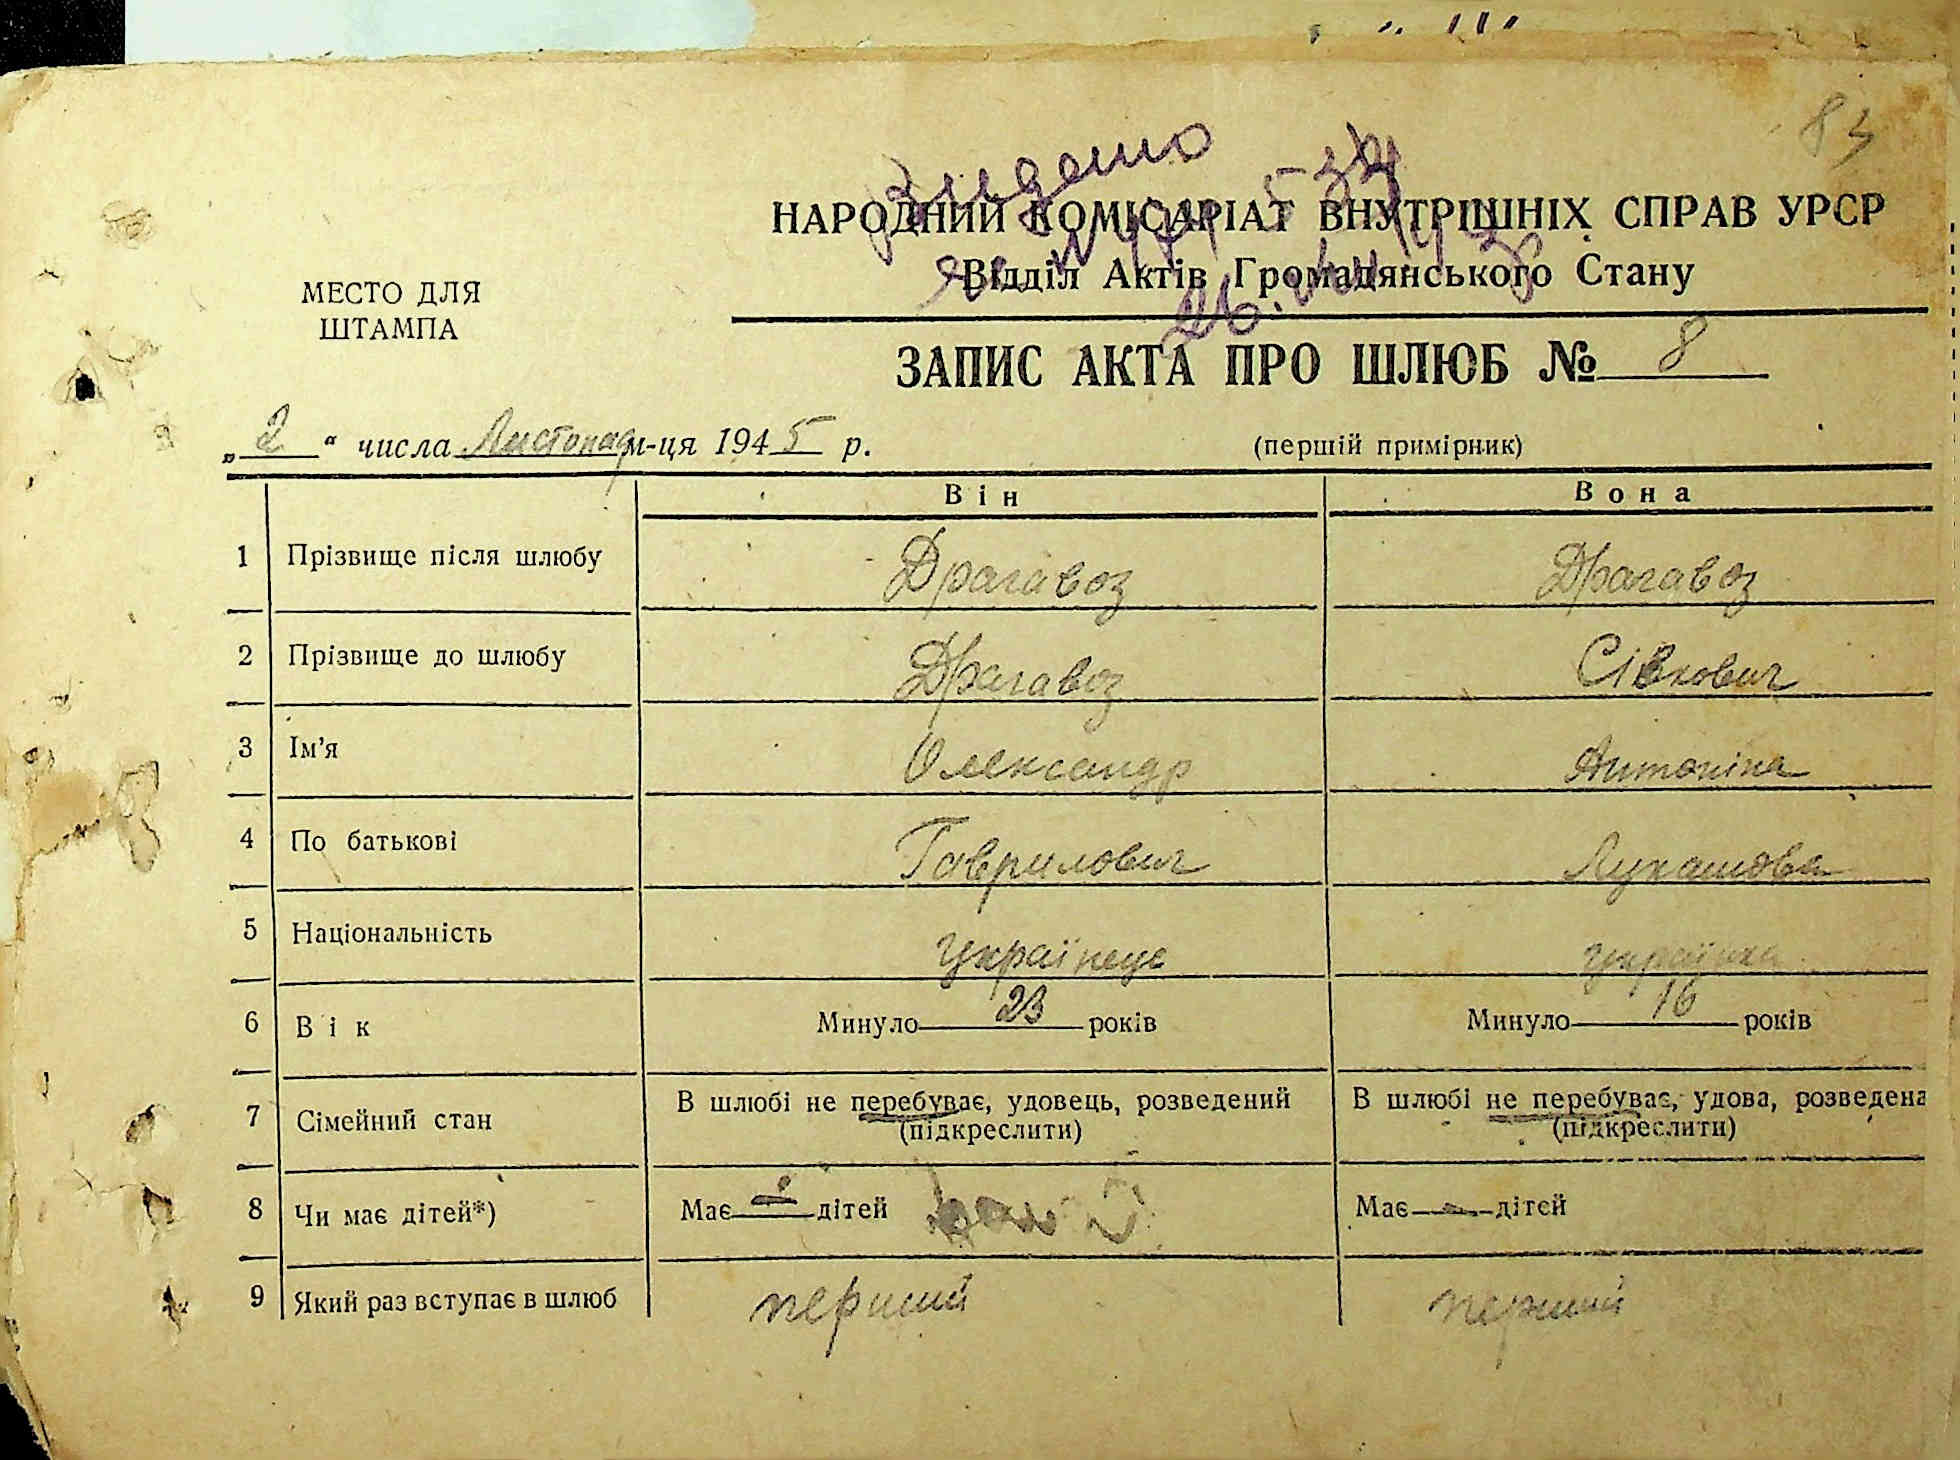 83
Видано
НАРОДНИЙ КОМІСАРІАТ ВНУТРІШНІХ СПРАВ УРСР
Відділ Актів Громадянського Стану
МЕСТО ДЛЯ
ШТАМПА
ЗАПИС АКТА ПРО ШЛЮБ № 8
„2“ числа Листопад м-ця 1945 р.
(першій примірник)
Він Вона
1 Прізвище після шлюбу Драгавоз Драгавоз
2 Прізвище до шлюбу Драгавоз Сівкович
3 Ім'я Олександр Антоніна
4 По батькові Гаврилович Лукашовна
5 Національність Українець українка
6 Вік Минуло 23 років Минуло 16 років
7 Сімейний стан В шлюбі не перебуває, удовець, розведений В шлюбі не перебуває, удова, розведена
(підкреслити) (підкреслити)
8 Чи має дітей*) Має — дітей Має — дітей
9 Який раз вступає в шлюб перший перший